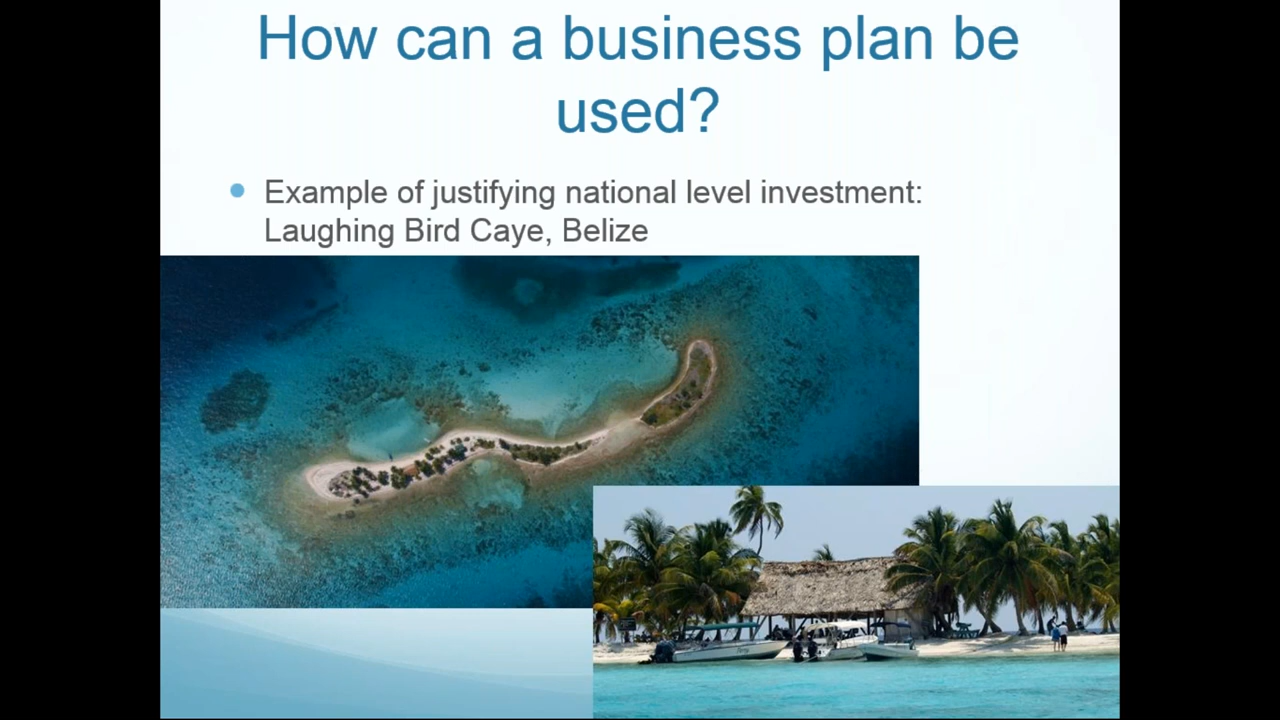 How can a business plan be
used?
Example of justifying national level investment:
Laughing Bird Caye, Belize